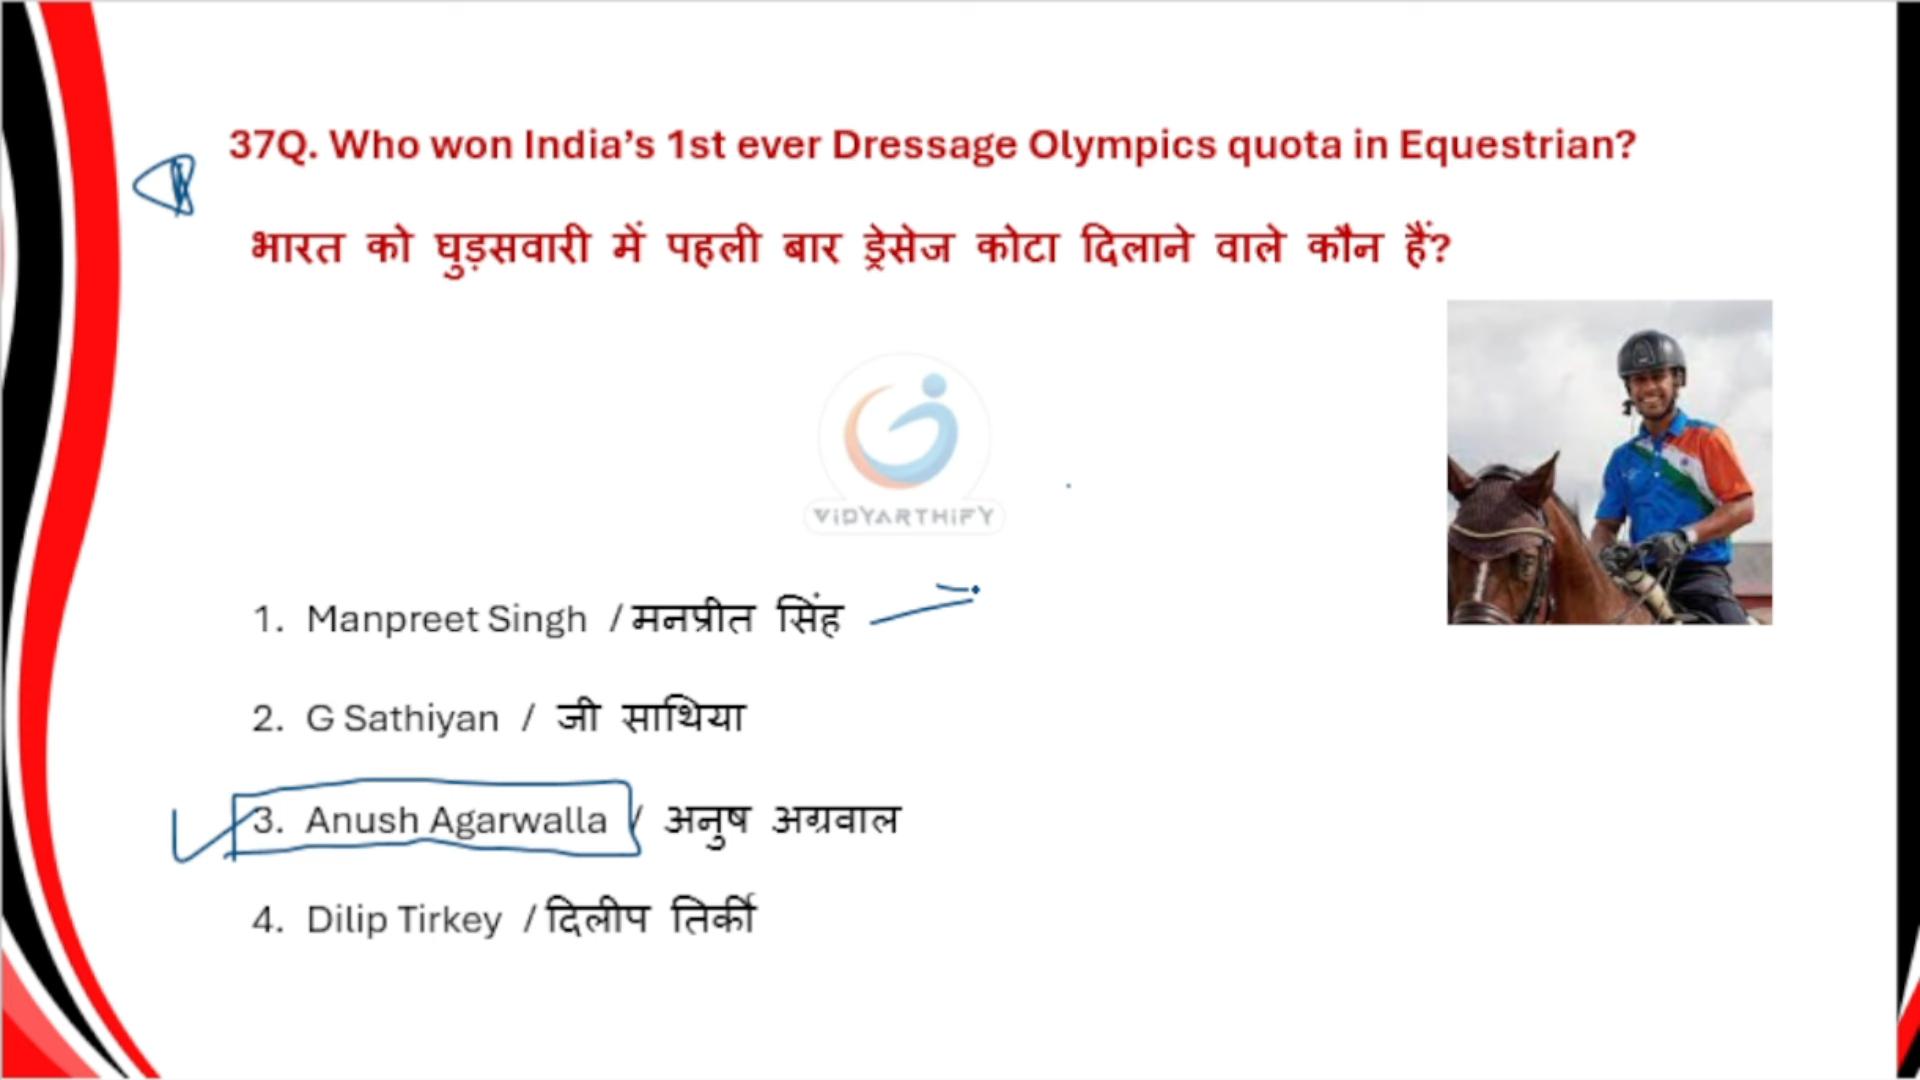 37Q. Who won India’s 1st ever Dressage Olympics quota in Equestrian?
भारत को घुड़सवारी में पहली बार ड्रेसेज कोटा दिलाने वाले कौन हैं?
ViDYARTHiFY
1. Manpreet Singh / मनप्रीत सिंह
2. G Sathiyan / जी साथिया
3. Anush Agarwalla / अनुष अग्रवाल
4. Dilip Tirkey / दिलीप तिर्की